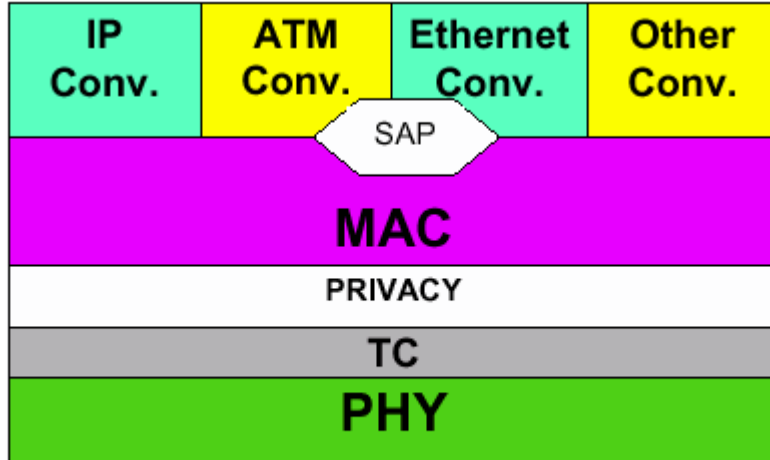 IP
Conv.
ATM
Conv.
Ethernet
Conv.
Other
Conv.
SAP
MAC
PRIVACY
TC
PHY